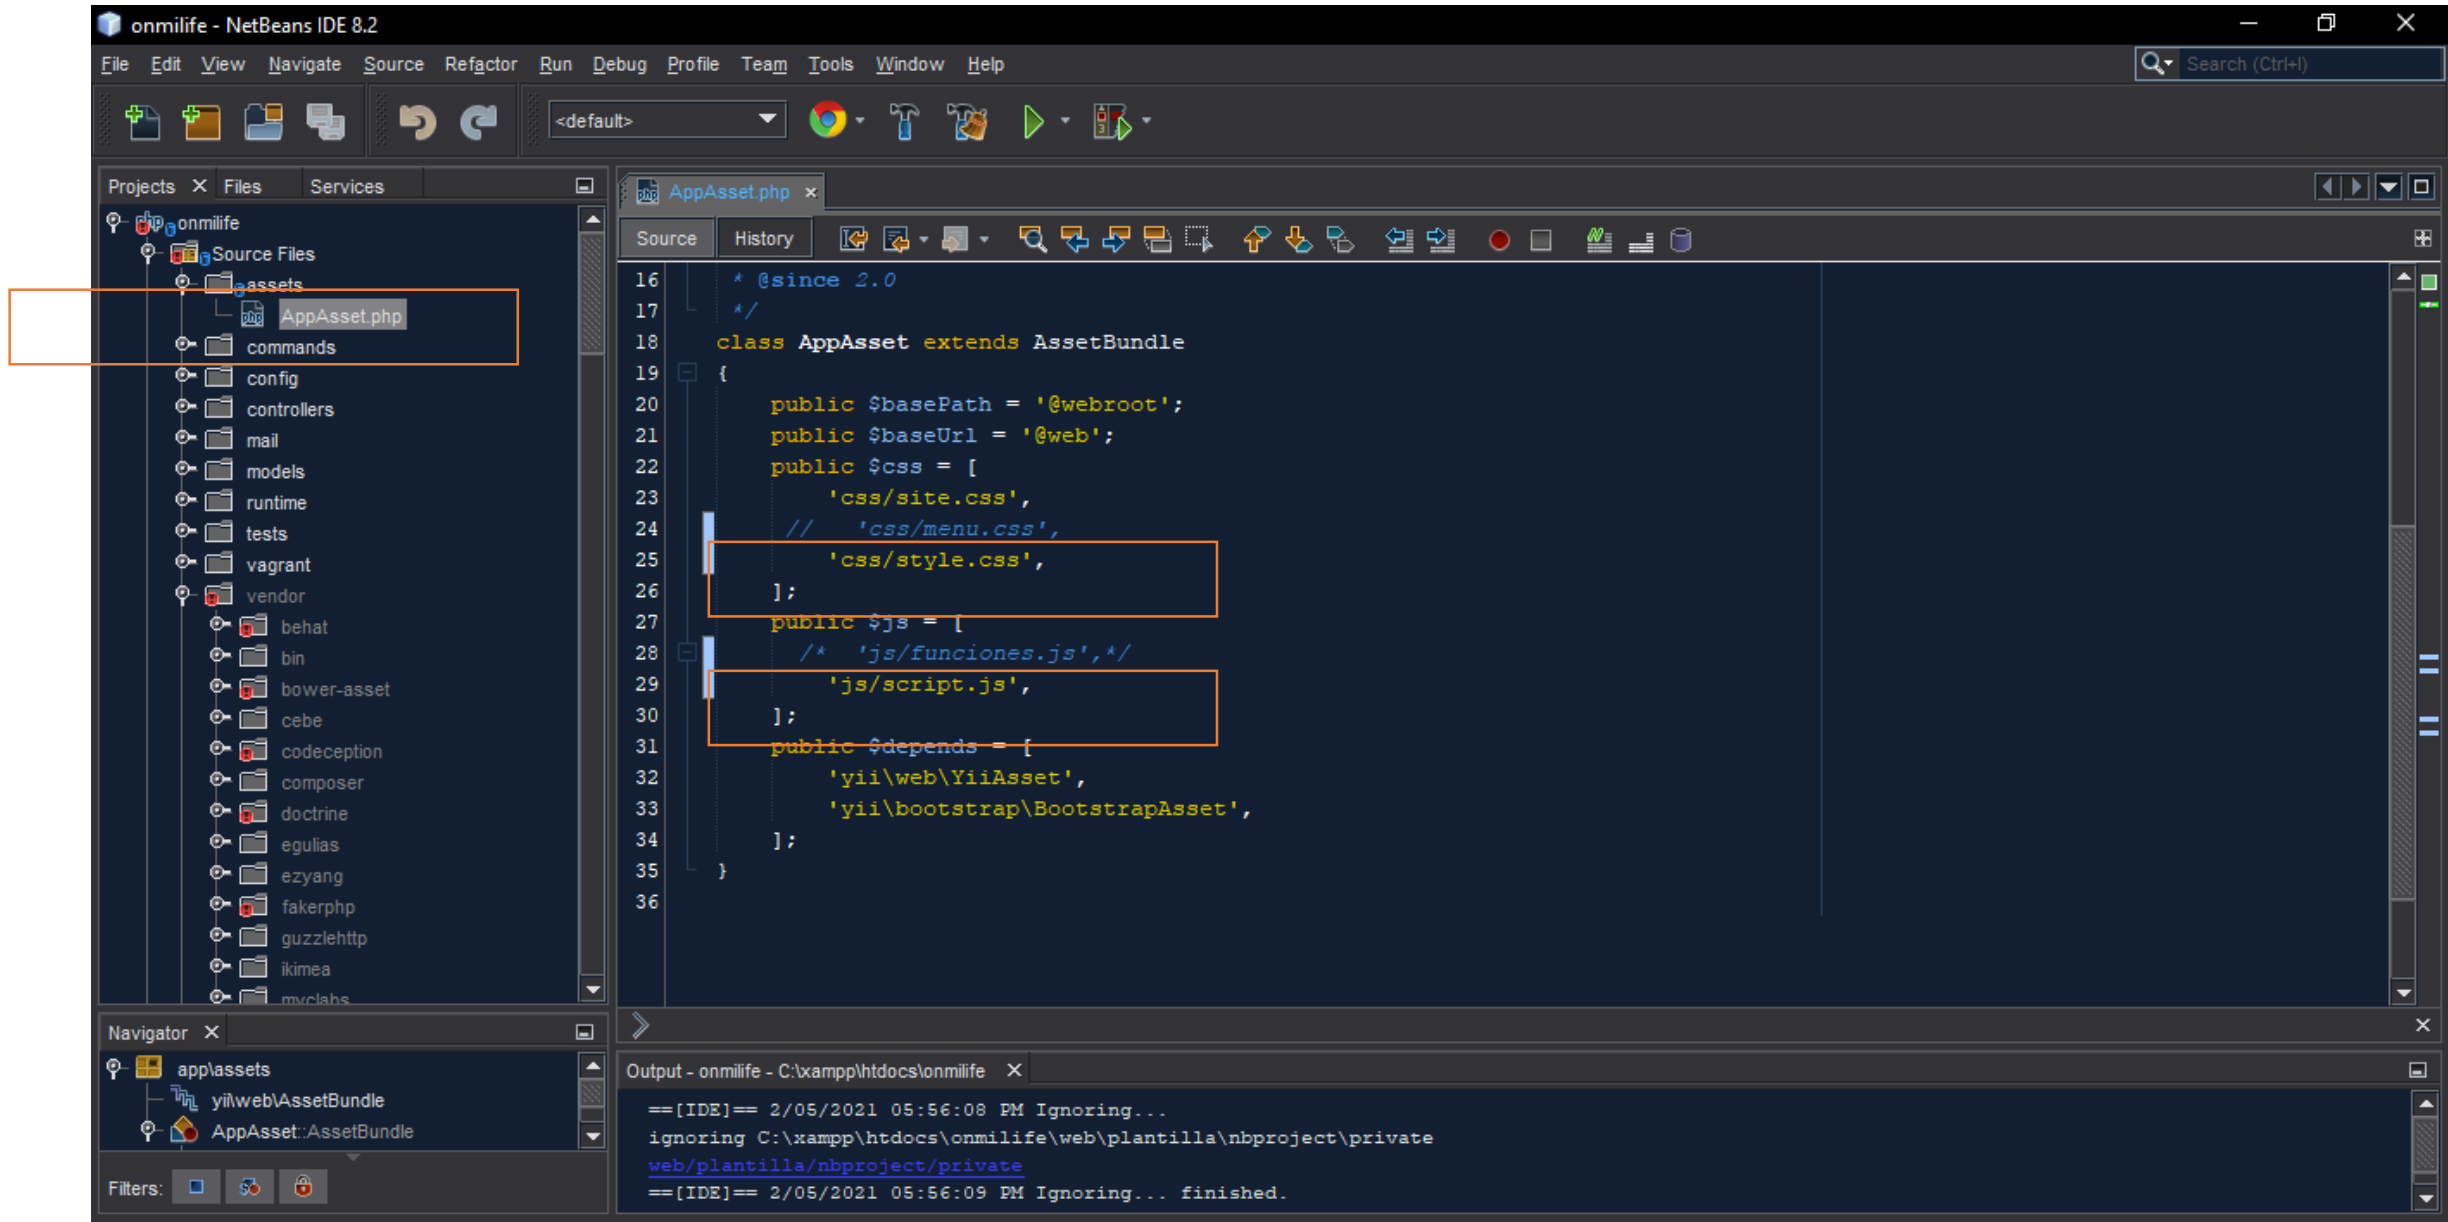 onmilife - NetBeans IDE 8.2
File Edit View Navigate Source Refactor Run Debug Profile Team Tools Window Help
Search (Ctrl+I)
<default>
Projects Files Services
onmilife
Source Files
assets
AppAsset.php
commands
config
controllers
mail
models
runtime
tests
vagrant
vendor
behat
bin
bower-asset
cebe
codeception
composer
doctrine
egulias
ezyang
fakerphp
guzzlehttp
ikimea
myclabs
Navigator
app\assets
yii\web\AssetBundle
AppAsset::AssetBundle
Filters:
AppAsset.php
Source History
16 * @since 2.0
17 */
18 class AppAsset extends AssetBundle
19 {
20 public $basePath = '@webroot';
21 public $baseUrl = '@web';
22 public $css = [
23 'css/site.css',
24 // 'css/menu.css',
25 'css/style.css',
26 ];
27 public $js = [
28 /* 'js/funciones.js',*/
29 'js/script.js',
30 ];
31 public $depends = [
32 'yii\web\YiiAsset',
33 'yii\bootstrap\BootstrapAsset',
34 ];
35 }
36
Output - onmilife - C:\xampp\htdocs\onmilife
==[IDE]== 2/05/2021 05:56:08 PM Ignoring...
ignoring C:\xampp\htdocs\onmilife\web\plantilla\nbproject\private
web/plantilla/nbproject/private
==[IDE]== 2/05/2021 05:56:09 PM Ignoring... finished.